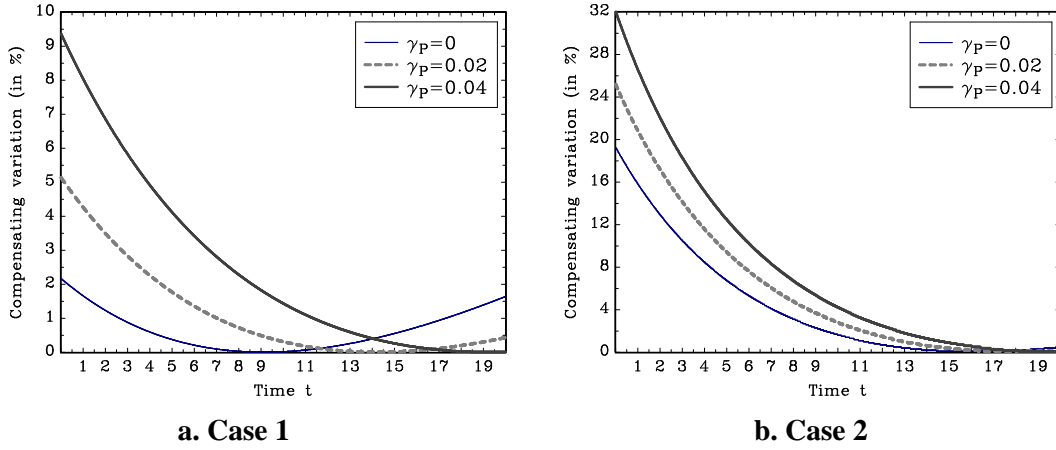 Compensating variation (in %)
10
9
8
7
6
5
4
3
2
1
0
γP=0
γP=0.02
γP=0.04
1 2 3 4 5 6 7 8 9 11 13 15 17 19
Time t
a. Case 1
Compensating variation (in %)
32
28
24
20
16
12
8
4
0
γP=0
γP=0.02
γP=0.04
1 2 3 4 5 6 7 8 9 11 13 15 17 19
Time t
b. Case 2